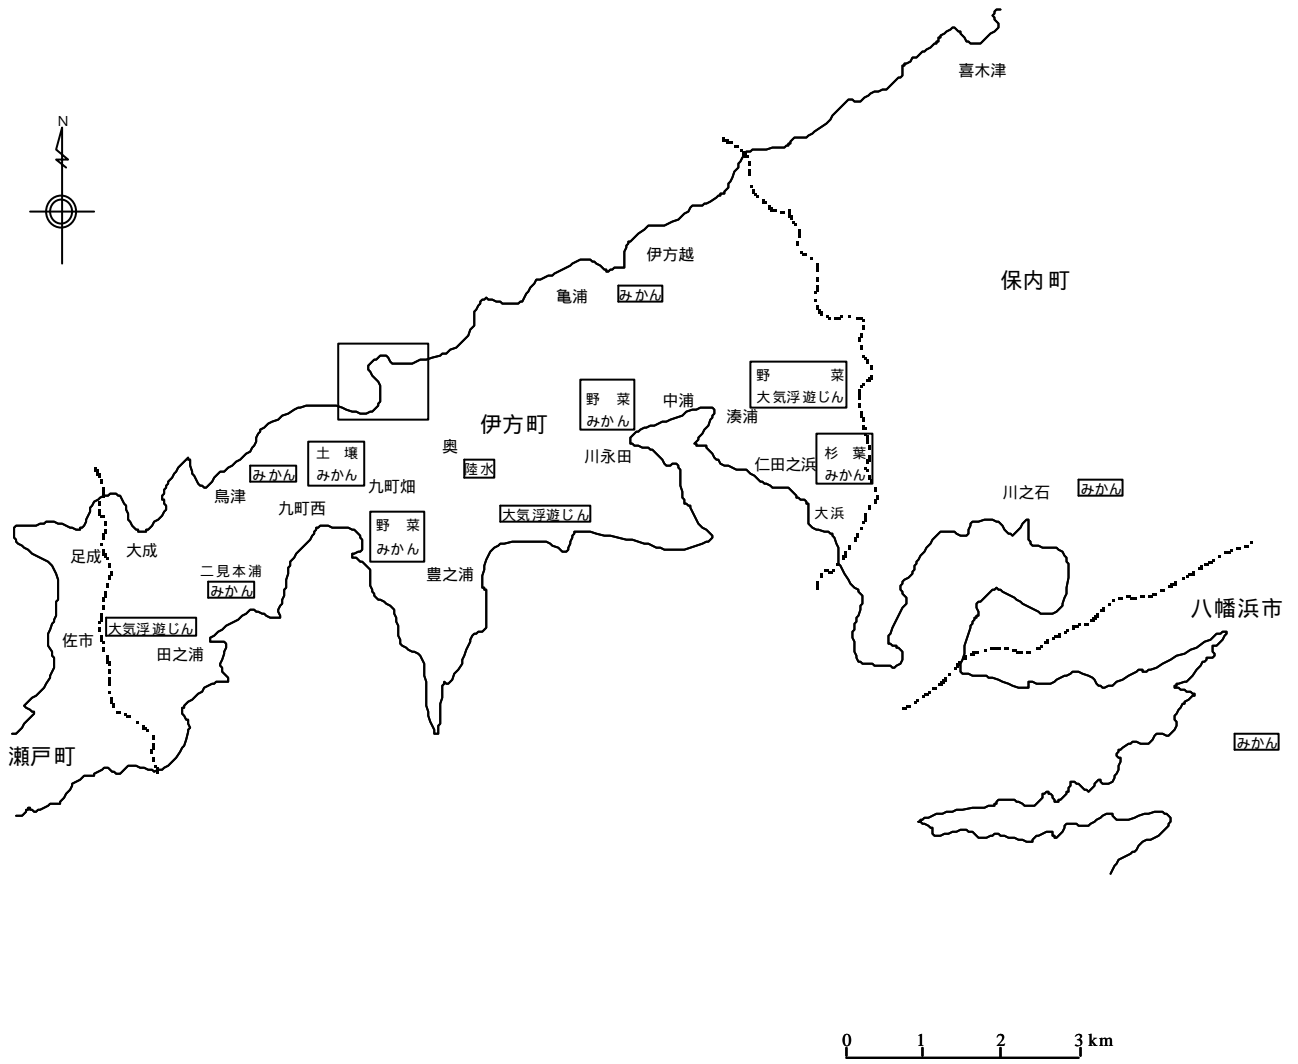 喜木津
N
伊方越
保内町
亀浦
みかん
野 菜
大気浮遊じん
野 菜
みかん
中浦
湊浦
伊方町
奥
土 壌
みかん
川永田
杉 葉
みかん
仁田之浜
陸水
みかん
九町畑
鳥津
川之石
みかん
九町西
大気浮遊じん
大浜
野 菜
みかん
足成
大成
二見本浦
みかん
豊之浦
八幡浜市
大気浮遊じん
佐市
田之浦
瀬戸町
みかん
0 1 2 3 km